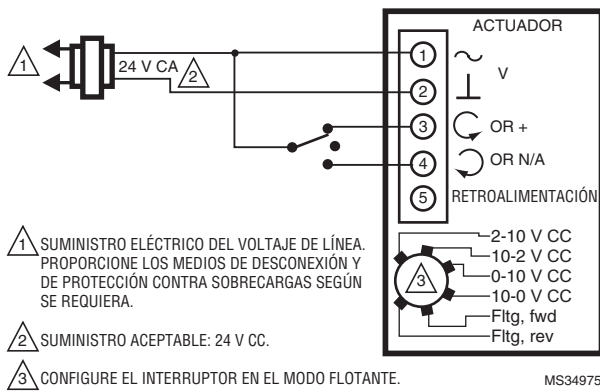 ACTUADOR
1
24 V CA
2
1
V
2
3
OR +
4
OR N/A
5
RETROALIMENTACIÓN
2-10 V CC
10-2 V CC
0-10 V CC
3
10-0 V CC
Fltg, fwd
Fltg, rev
1 SUMINISTRO ELÉCTRICO DEL VOLTAJE DE LÍNEA.
PROPORCIONE LOS MEDIOS DE DESCONEXIÓN Y
DE PROTECCIÓN CONTRA SOBRECARGAS SEGÚN
SE REQUIERA.
2 SUMINISTRO ACEPTABLE: 24 V CC.
3 CONFIGURE EL INTERRUPTOR EN EL MODO FLOTANTE.
MS34975